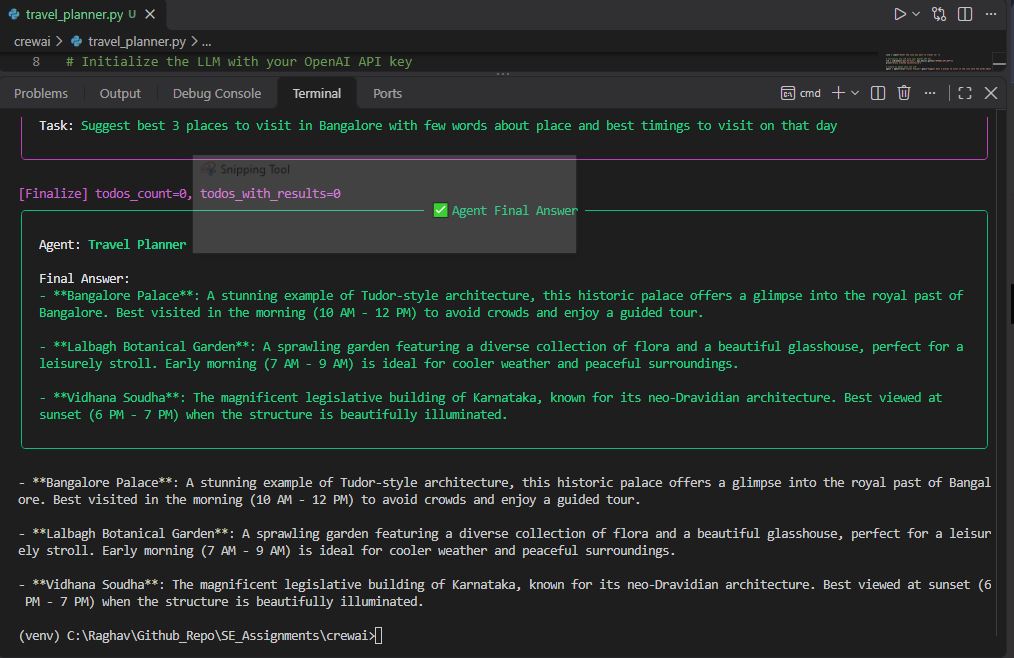 travel_planner.py U
crewai > travel_planner.py > ...
8 # Initialize the LLM with your OpenAI API key
Problems Output Debug Console Terminal Ports cmd
Task: Suggest best 3 places to visit in Bangalore with few words about place and best timings to visit on that day
Snipping Tool
[Finalize] todos_count=0, todos_with_results=0
✅ Agent Final Answer
Agent: Travel Planner
Final Answer:
- **Bangalore Palace**: A stunning example of Tudor-style architecture, this historic palace offers a glimpse into the royal past of
Bangalore. Best visited in the morning (10 AM - 12 PM) to avoid crowds and enjoy a guided tour.
- **Lalbagh Botanical Garden**: A sprawling garden featuring a diverse collection of flora and a beautiful glasshouse, perfect for a
leisurely stroll. Early morning (7 AM - 9 AM) is ideal for cooler weather and peaceful surroundings.
- **Vidhana Soudha**: The magnificent legislative building of Karnataka, known for its neo-Dravidian architecture. Best viewed at
sunset (6 PM - 7 PM) when the structure is beautifully illuminated.
- **Bangalore Palace**: A stunning example of Tudor-style architecture, this historic palace offers a glimpse into the royal past of Bangal
ore. Best visited in the morning (10 AM - 12 PM) to avoid crowds and enjoy a guided tour.
- **Lalbagh Botanical Garden**: A sprawling garden featuring a diverse collection of flora and a beautiful glasshouse, perfect for a leisur
ely stroll. Early morning (7 AM - 9 AM) is ideal for cooler weather and peaceful surroundings.
- **Vidhana Soudha**: The magnificent legislative building of Karnataka, known for its neo-Dravidian architecture. Best viewed at sunset (6
PM - 7 PM) when the structure is beautifully illuminated.
(venv) C:\Raghav\Github_Repo\SE_Assignments\crewai>